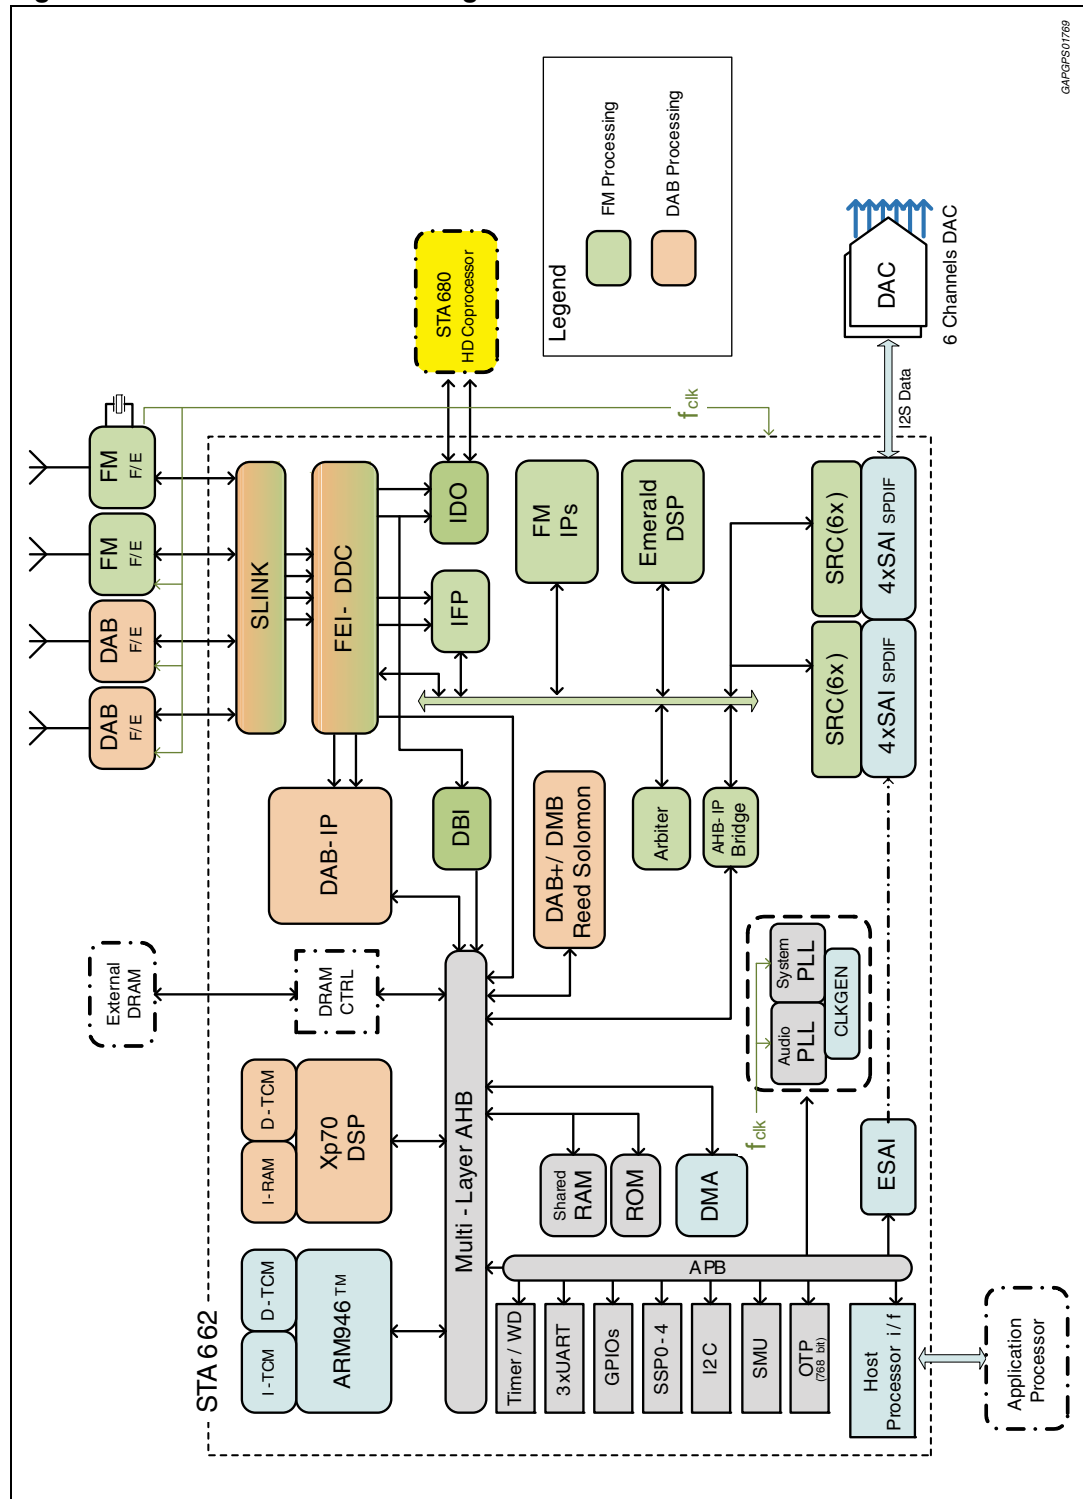 GAPGPS01769
FM
F/E
FM
F/E
DAB
F/E
DAB
F/E
SLINK
FEI- DDC
IDO
IFP
STA680
HD Coprocessor
Legend
FM Processing
DAB Processing
fclk
FM
IPs
Emerald
DSP
SRC(6x)
4xSAI SPDIF
SRC(6x)
4xSAI SPDIF
I2S Data
DAC
6 Channels DAC
DAB-IP
DBI
DAB+/ DMB
Reed Solomon
Arbiter
AHB-IP
Bridge
External
DRAM
DRAM
CTRL
Multi - Layer AHB
System
PLL
Audio
PLL
CLKGEN
fclk
D-TCM
I-RAM
Xp70
DSP
Shared
RAM
ROM
DMA
ESAI
STA662
D-TCM
I-TCM
ARM946™
APB
Timer / WD
3xUART
GPIOs
SSP0-4
I2C
SMU
OTP
(768 bit)
Host
Processor i/f
Application
Processor